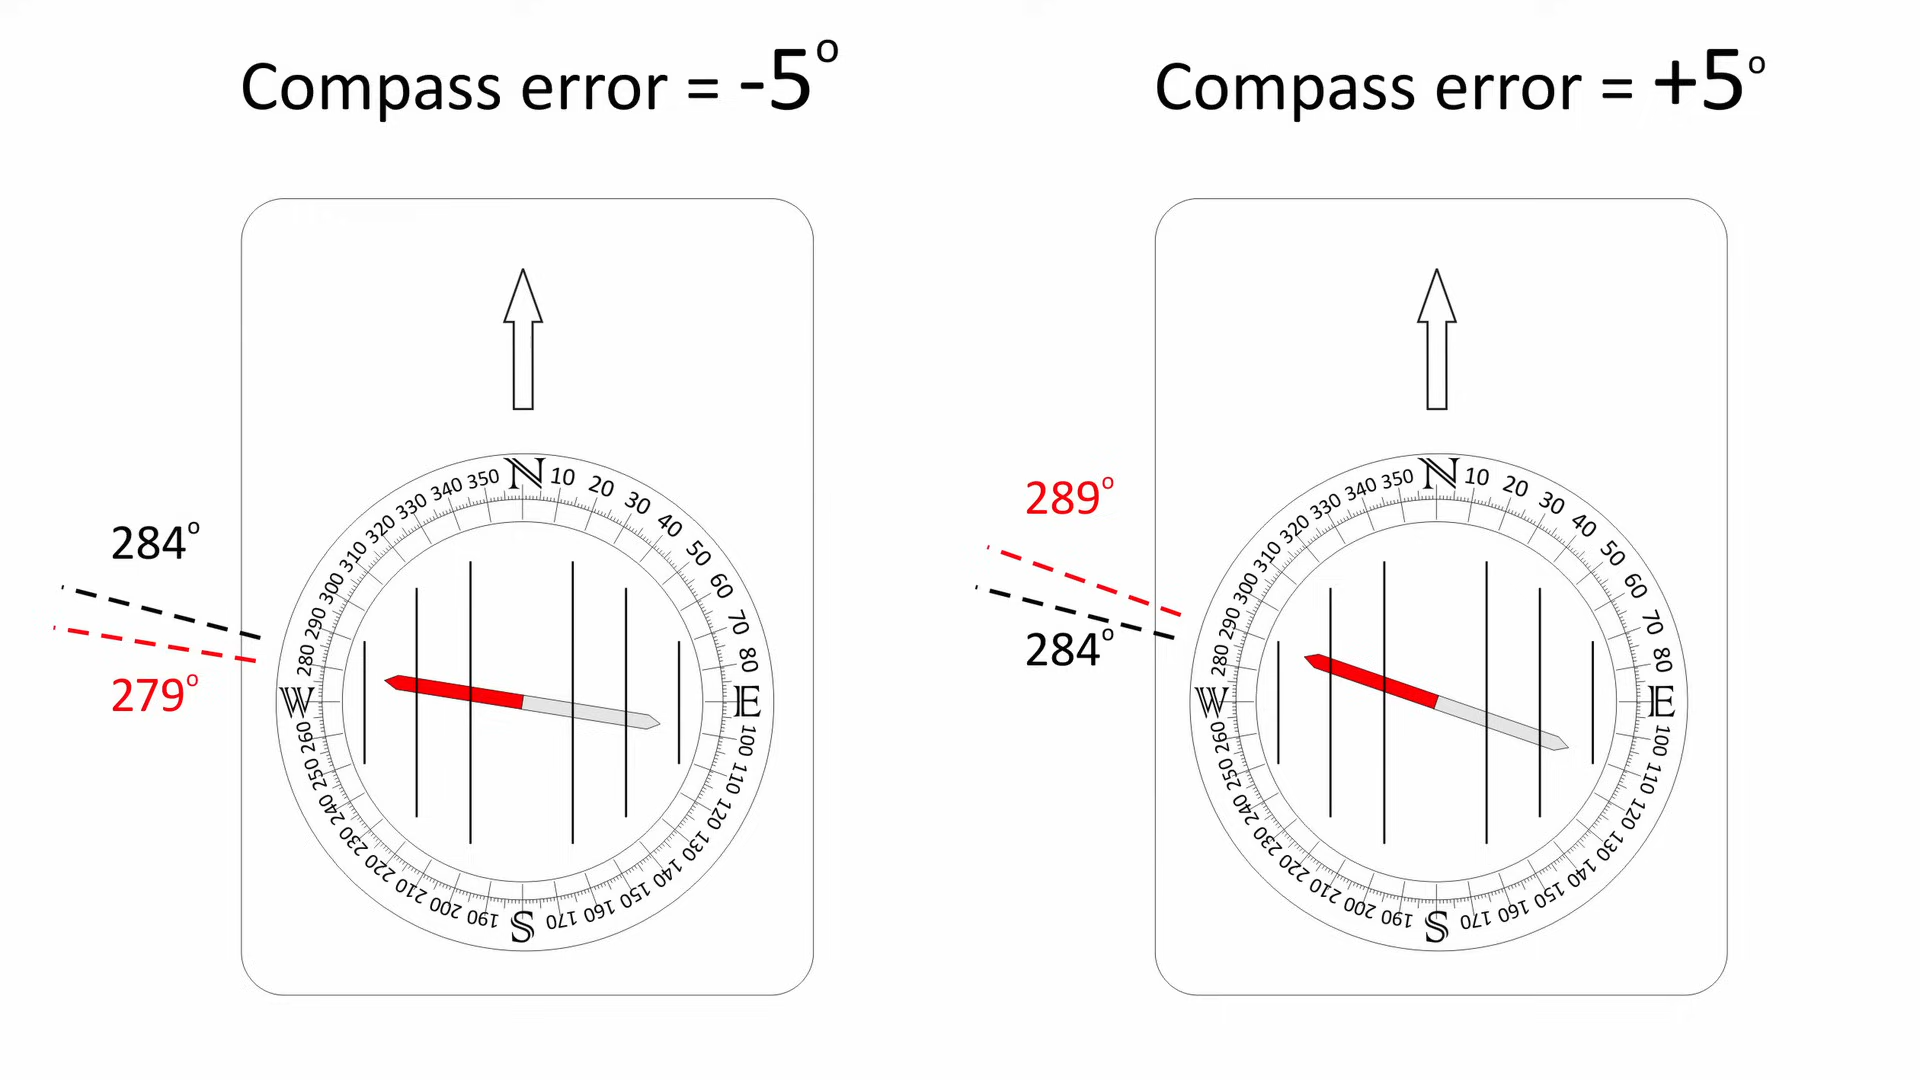 Compass error = -5°
Compass error = +5°
284°
279°
N 10 20 30 40 50 60 70 80 E 100 110 120 130 140 150 160 170 S 190 200 210 220 230 240 250 260 W 280 290 300 310 320 330 340 350
289°
284°
N 10 20 30 40 50 60 70 80 E 100 110 120 130 140 150 160 170 S 190 200 210 220 230 240 250 260 W 280 290 300 310 320 330 340 350